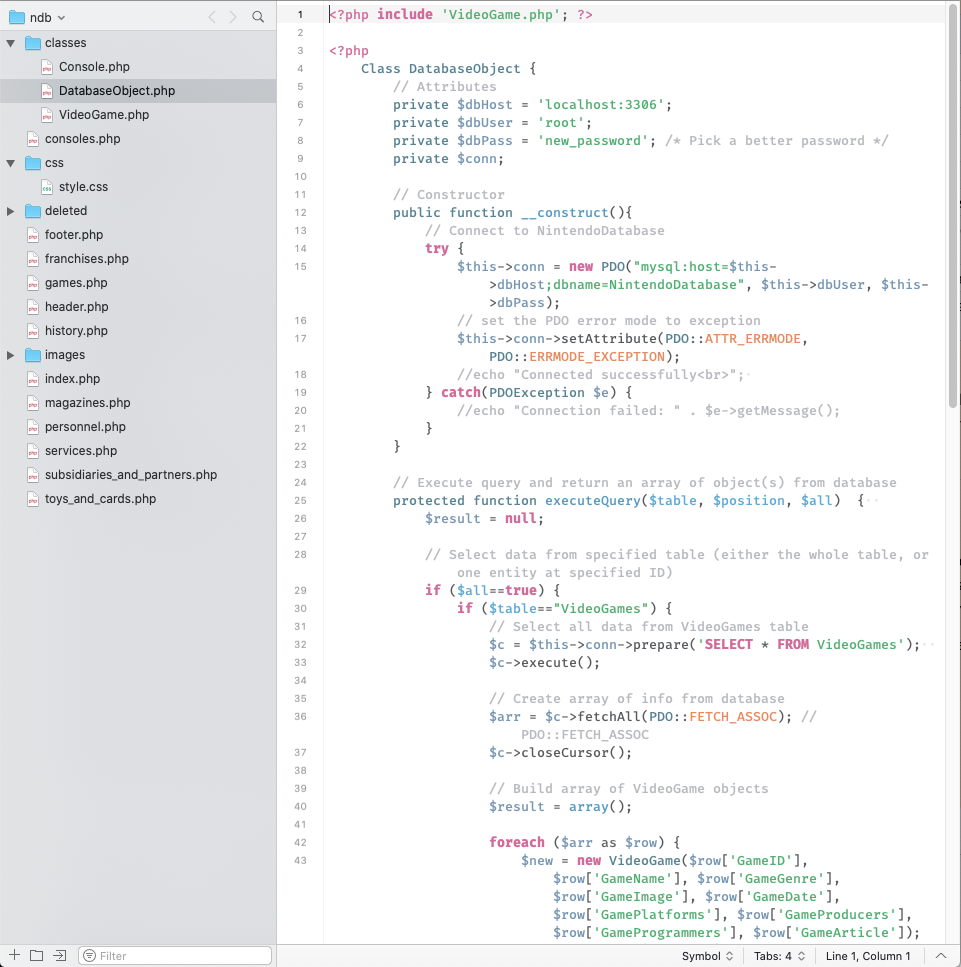 ndb
classes
Console.php
DatabaseObject.php
VideoGame.php
consoles.php
css
style.css
deleted
footer.php
franchises.php
games.php
header.php
history.php
images
index.php
magazines.php
personnel.php
services.php
subsidiaries_and_partners.php
toys_and_cards.php
Filter
1 <?php include 'VideoGame.php'; ?>
2
3 <?php
4 Class DatabaseObject {
5 // Attributes
6 private $dbHost = 'localhost:3306';
7 private $dbUser = 'root';
8 private $dbPass = 'new_password'; /* Pick a better password */
9 private $conn;
10
11 // Constructor
12 public function __construct(){
13 // Connect to NintendoDatabase
14 try {
15 $this->conn = new PDO("mysql:host=$this-
>dbHost;dbname=NintendoDatabase", $this->dbUser, $this-
>dbPass);
16 // set the PDO error mode to exception
17 $this->conn->setAttribute(PDO::ATTR_ERRMODE,
PDO::ERRMODE_EXCEPTION);
18 //echo "Connected successfully<br>";
19 } catch(PDOException $e) {
20 //echo "Connection failed: " . $e->getMessage();
21 }
22 }
23
24 // Execute query and return an array of object(s) from database
25 protected function executeQuery($table, $position, $all) {
26 $result = null;
27
28 // Select data from specified table (either the whole table, or
one entity at specified ID)
29 if ($all==true) {
30 if ($table=="VideoGames") {
31 // Select all data from VideoGames table
32 $c = $this->conn->prepare('SELECT * FROM VideoGames');
33 $c->execute();
34
35 // Create array of info from database
36 $arr = $c->fetchAll(PDO::FETCH_ASSOC); //
PDO::FETCH_ASSOC
37 $c->closeCursor();
38
39 // Build array of VideoGame objects
40 $result = array();
41
42 foreach ($arr as $row) {
43 $new = new VideoGame($row['GameID'],
$row['GameName'], $row['GameGenre'],
$row['GameImage'], $row['GameDate'],
$row['GamePlatforms'], $row['GameProducers'],
$row['GameProgrammers'], $row['GameArticle']);
Symbol Tabs: 4 Line 1, Column 1